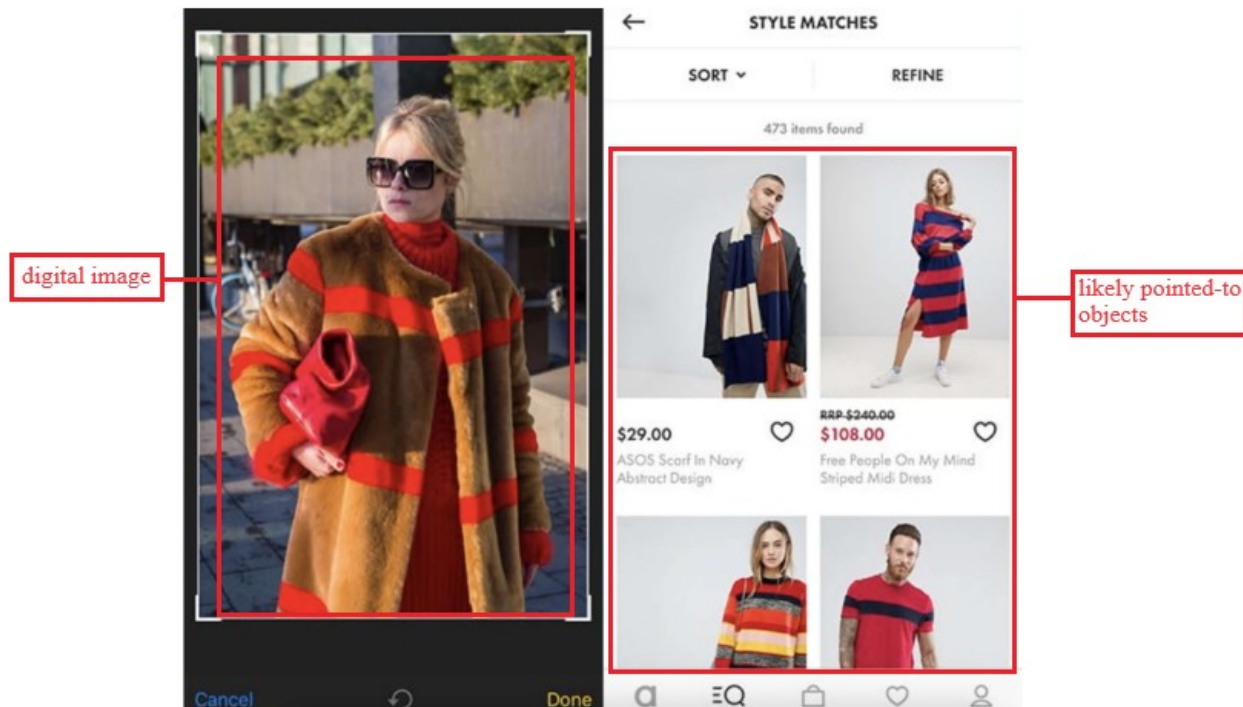 digital image
Cancel
Done
STYLE MATCHES
SORT
REFINE
473 items found
$29.00
ASOS Scarf In Navy
Abstract Design
RRP $240.00
$108.00
Free People On My Mind
Striped Midi Dress
likely pointed-to
objects